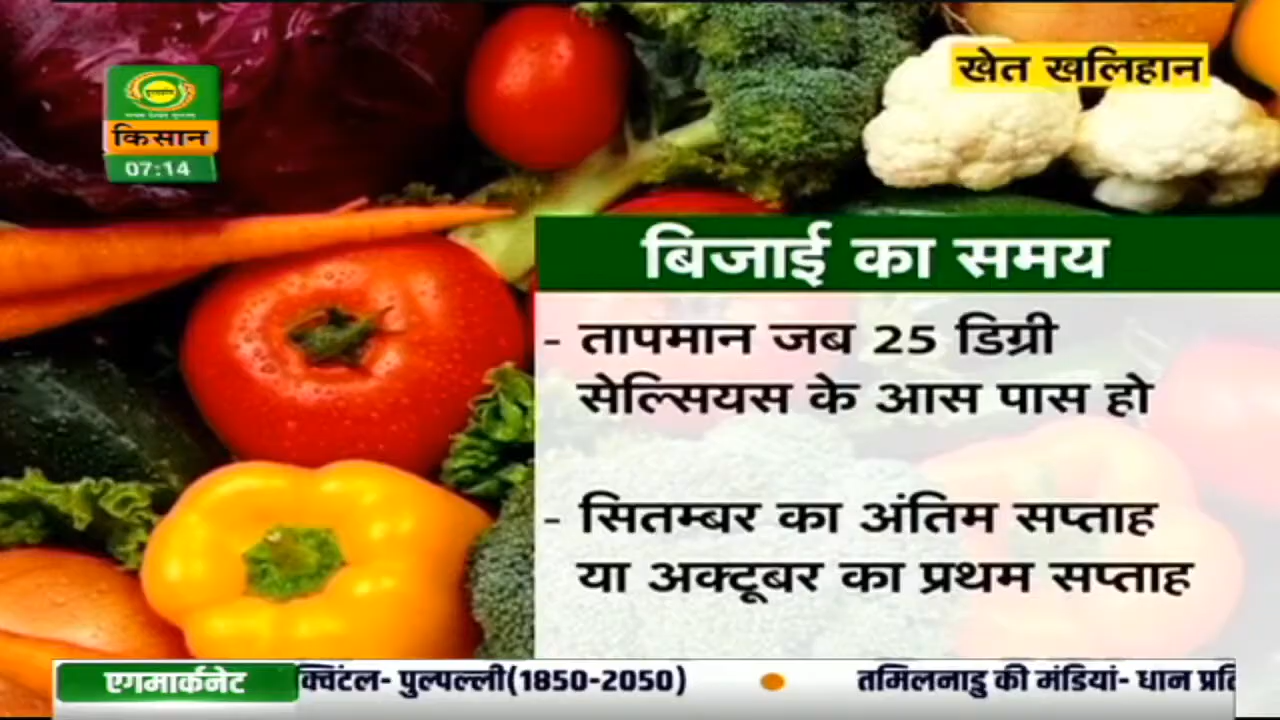 खेत खलिहान
किसान
07:14
बिजाई का समय
- तापमान जब 25 डिग्री
सेल्सियस के आस पास हो
- सितम्बर का अंतिम सप्ताह
या अक्टूबर का प्रथम सप्ताह
एगमार्कनेट
क्विंटल- पुल्पल्ली(1850-2050)
तमिलनाडु की मंडियां- धान